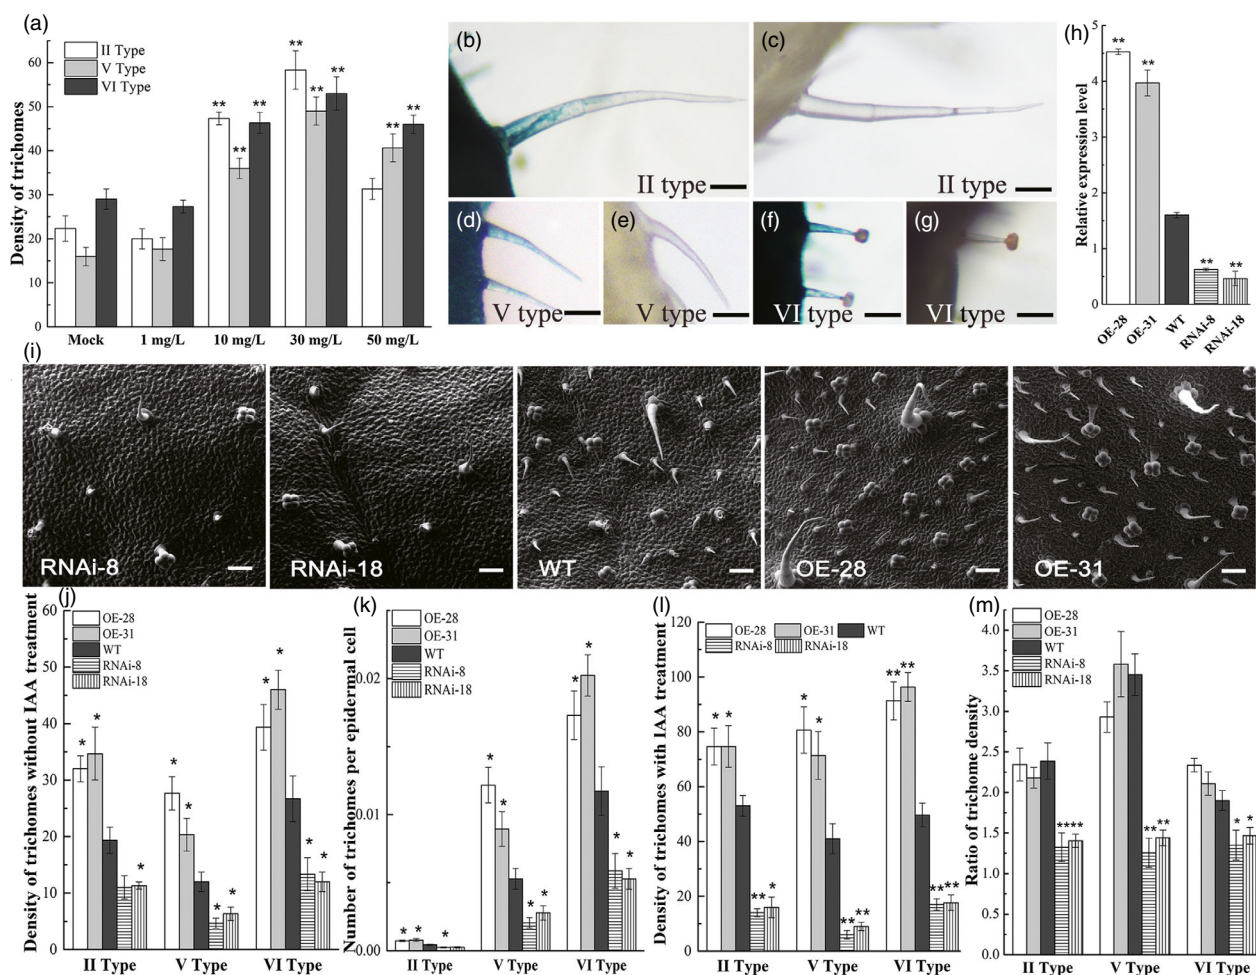 (a)
II Type
V Type
VI Type
Density of trichomes
60
50
40
30
20
10
0
** ** ** ** ** ** ** **
Mock 1 mg/L 10 mg/L 30 mg/L 50 mg/L
(b)
II type
(c)
II type
(d)
V type
(e)
V type
(f)
VI type
(g)
VI type
(h)
Relative expression level
5
4
3
2
1
0
** ** ** **
OE-28 OE-31 WT RNAi-8 RNAi-18
(i)
RNAi-8 RNAi-18 WT OE-28 OE-31
(j)
OE-28
OE-31
WT
RNAi-8
RNAi-18
Density of trichomes without IAA treatment
60
50
40
30
20
10
0
* * * * * * * * * * *
II Type V Type VI Type
(k)
OE-28
OE-31
WT
RNAi-8
RNAi-18
Number of trichomes per epidermal cell
0.02
0.01
0.00
* * * * * * * * * * *
II Type V Type VI Type
(l)
OE-28 OE-31 WT
RNAi-8 RNAi-18
Density of trichomes with IAA treatment
120
100
80
60
40
20
0
* * ** * * * ** ** ** ** ** **
II Type V Type VI Type
(m)
OE-28
OE-31
WT
RNAi-8
RNAi-18
Ratio of trichome density
4.0
3.5
3.0
2.5
2.0
1.5
1.0
0.5
0.0
**** ** ** * *
II Type V Type VI Type